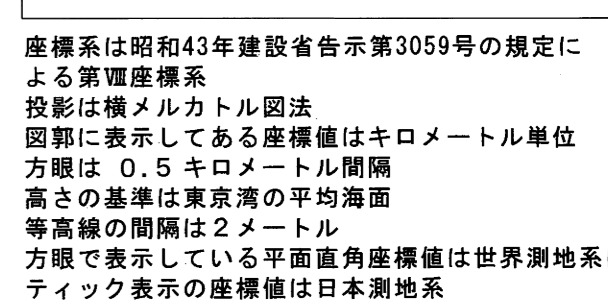 座標系は昭和43年建設省告示第3059号の規定に
よる第Ⅷ座標系
投影は横メルカトル図法
図郭に表示してある座標値はキロメートル単位
方眼は 0.5 キロメートル間隔
高さの基準は東京湾の平均海面
等高線の間隔は2メートル
方眼で表示している平面直角座標値は世界測地系
ティック表示の座標値は日本測地系